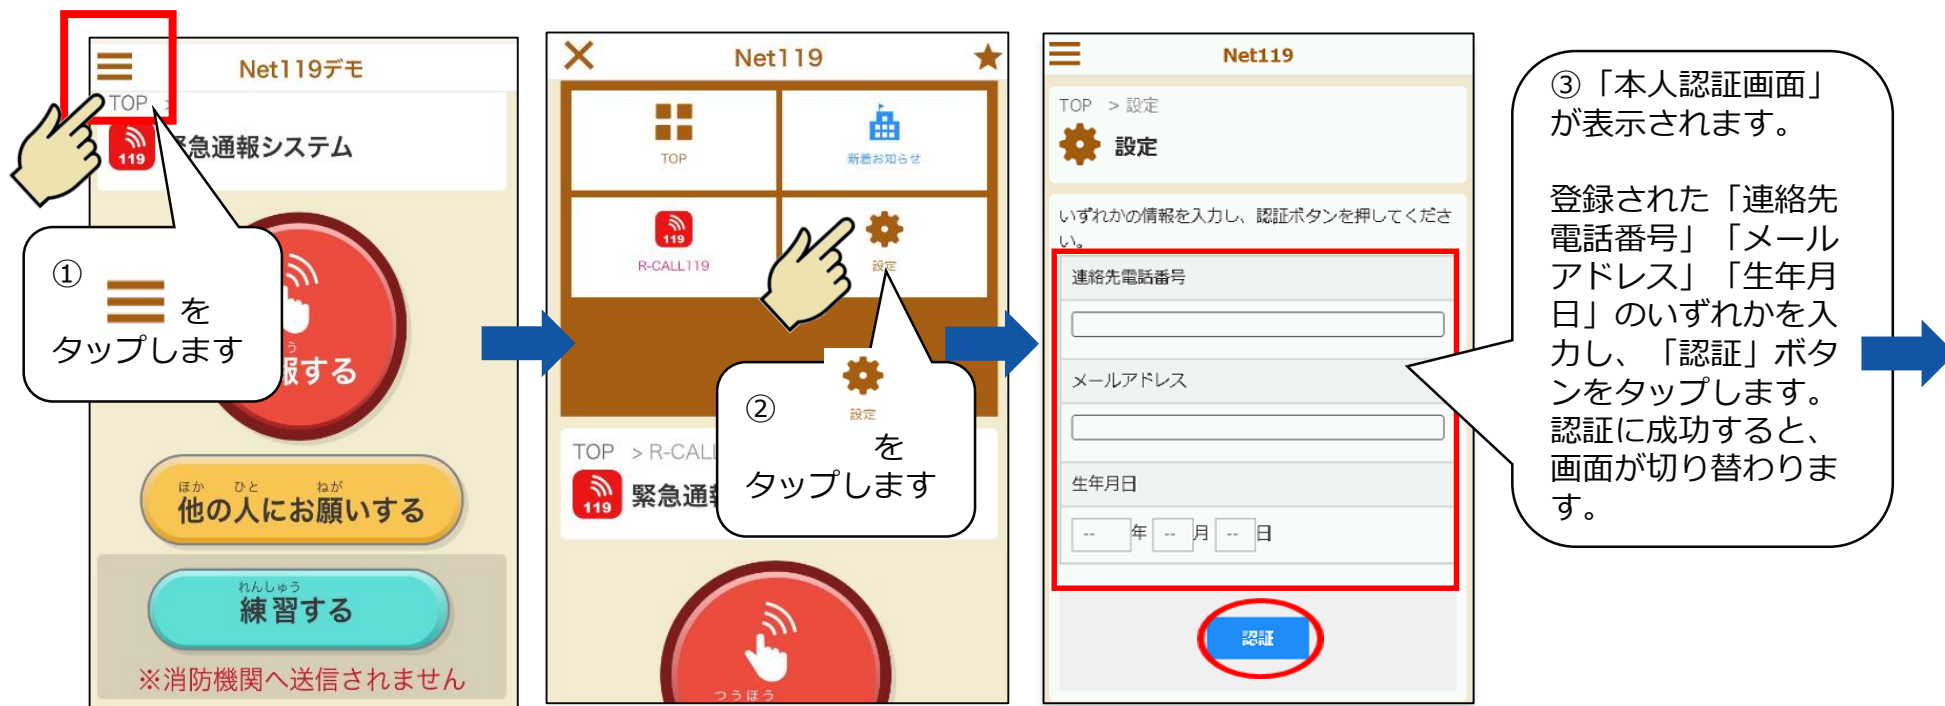 Net119デモ
TOP >
119
急通報システム
①
を
タップします
う
報する
ほか ひと ねが
他の人にお願いする
れんしゅう
練習する
※消防機関へ送信されません
Net119
TOP
新着お知らせ
119
R-CALL119
設定
②
設定
を
タップします
TOP > R-CAL
119
緊急通
つうほう
Net119
TOP > 設定
設定
いずれかの情報を入力し、認証ボタンを押してくださ
い。
連絡先電話番号
メールアドレス
生年月日
-- 年 -- 月 -- 日
認証
③「本人認証画面」
が表示されます。
登録された「連絡先
電話番号」「メール
アドレス」「生年月
日」のいずれかを入
力し、「認証」ボタ
ンをタップします。
認証に成功すると、
画面が切り替わりま
す。